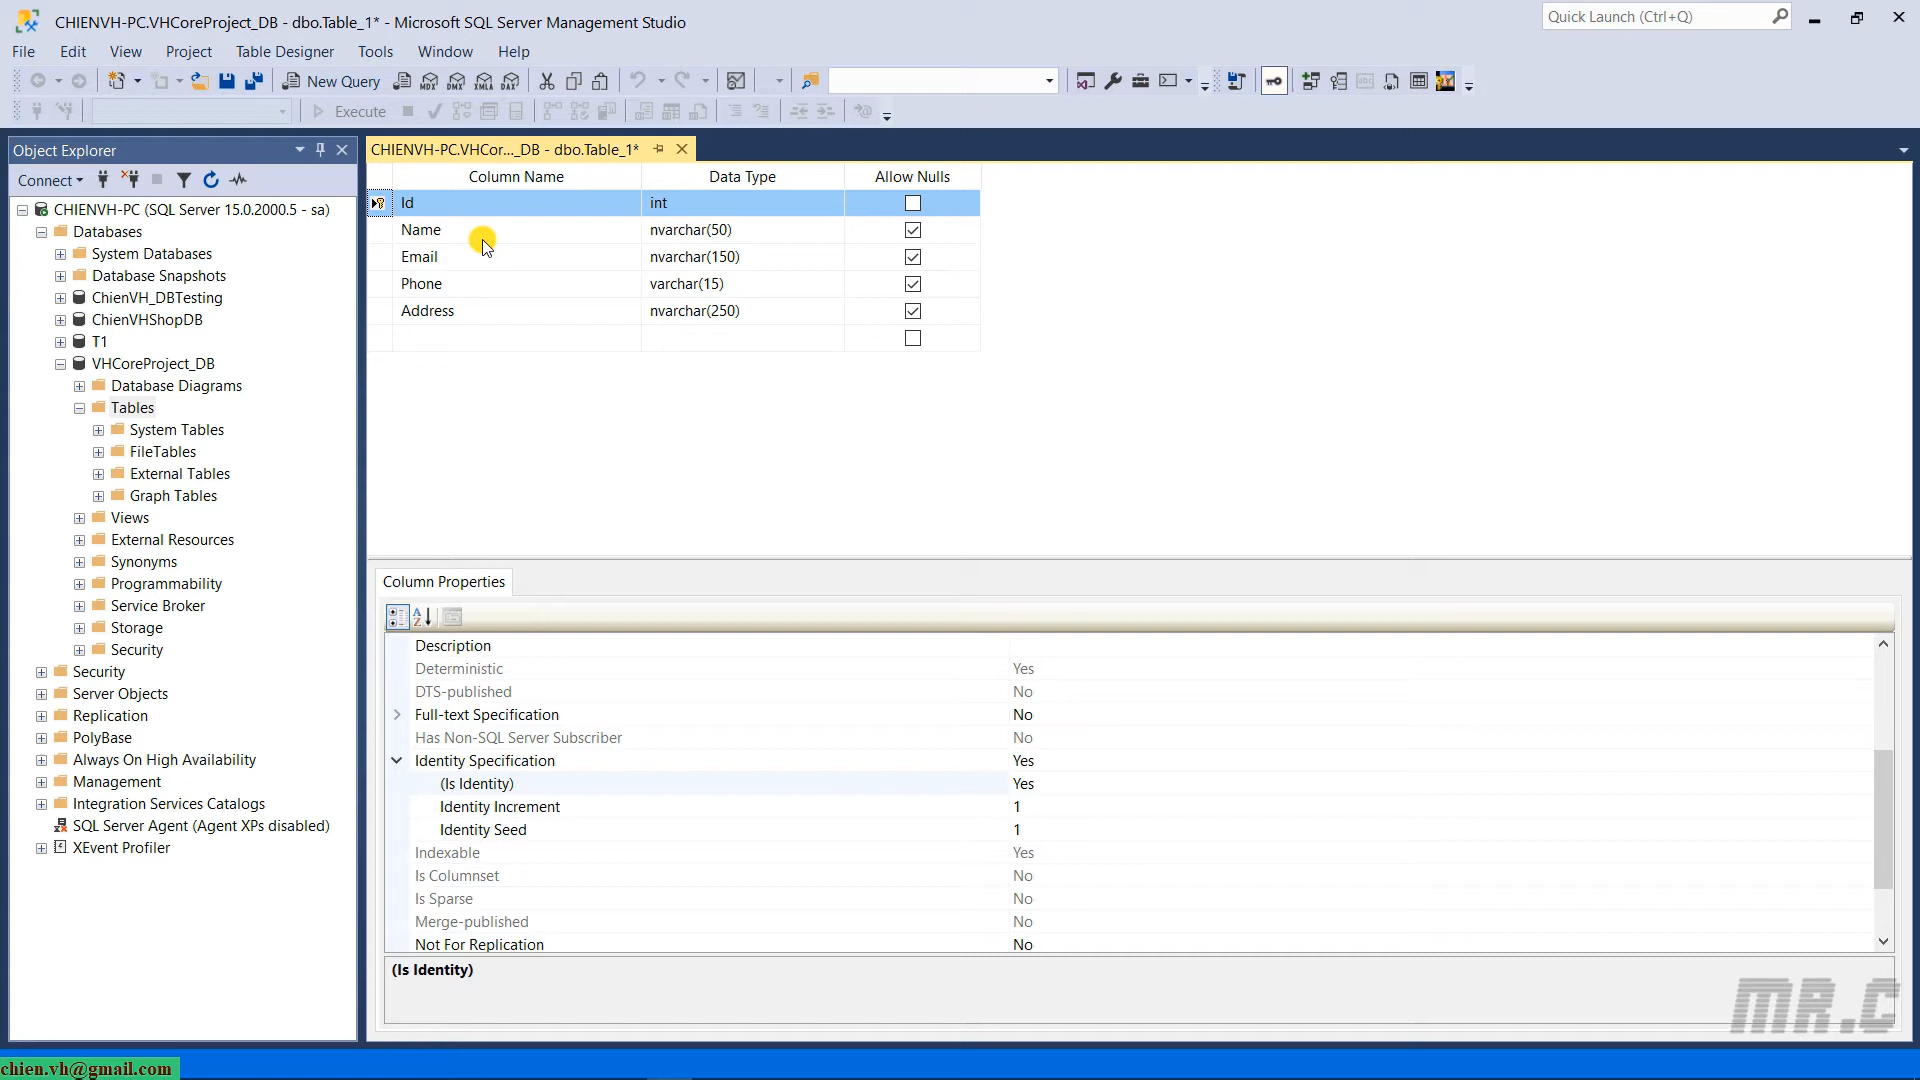 CHIENVH-PC.VHCoreProject_DB - dbo.Table_1* - Microsoft SQL Server Management Studio
Quick Launch (Ctrl+Q)
File Edit View Project Table Designer Tools Window Help
New Query
MDX DMX XMLA DAX
Execute
Object Explorer
CHIENVH-PC.VHCor..._DB - dbo.Table_1*
Connect
Column Name Data Type Allow Nulls
Id int
Name nvarchar(50)
Email nvarchar(150)
Phone varchar(15)
Address nvarchar(250)
CHIENVH-PC (SQL Server 15.0.2000.5 - sa)
Databases
System Databases
Database Snapshots
ChienVH_DBTesting
ChienVHShopDB
T1
VHCoreProject_DB
Database Diagrams
Tables
System Tables
FileTables
External Tables
Graph Tables
Views
External Resources
Synonyms
Programmability
Service Broker
Storage
Security
Security
Server Objects
Replication
PolyBase
Always On High Availability
Management
Integration Services Catalogs
SQL Server Agent (Agent XPs disabled)
XEvent Profiler
Column Properties
Description
Deterministic Yes
DTS-published No
Full-text Specification No
Has Non-SQL Server Subscriber No
Identity Specification Yes
(Is Identity) Yes
Identity Increment 1
Identity Seed 1
Indexable Yes
Is Columnset No
Is Sparse No
Merge-published No
Not For Replication No
(Is Identity)
MR.C
chien.vh@gmail.com